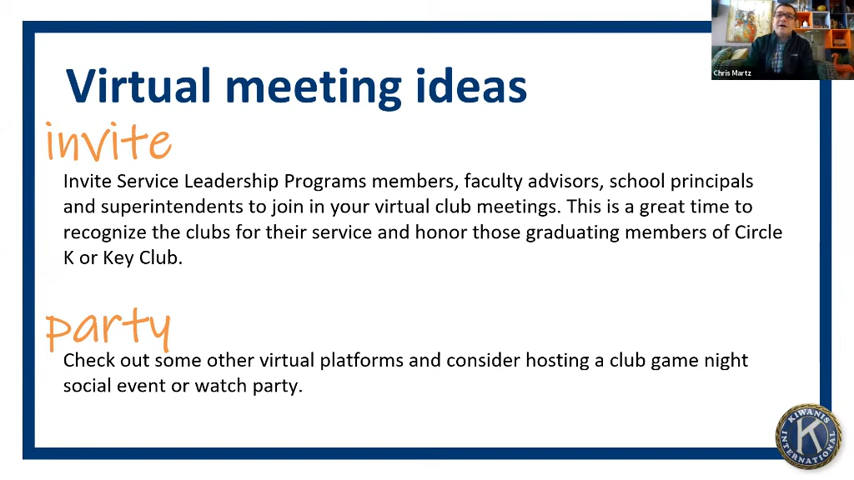 Virtual meeting ideas
Chris Martz
invite
Invite Service Leadership Programs members, faculty advisors, school principals
and superintendents to join in your virtual club meetings. This is a great time to
recognize the clubs for their service and honor those graduating members of Circle
K or Key Club.
party
Check out some other virtual platforms and consider hosting a club game night
social event or watch party.
KIWANIS
K
INTERNATIONAL